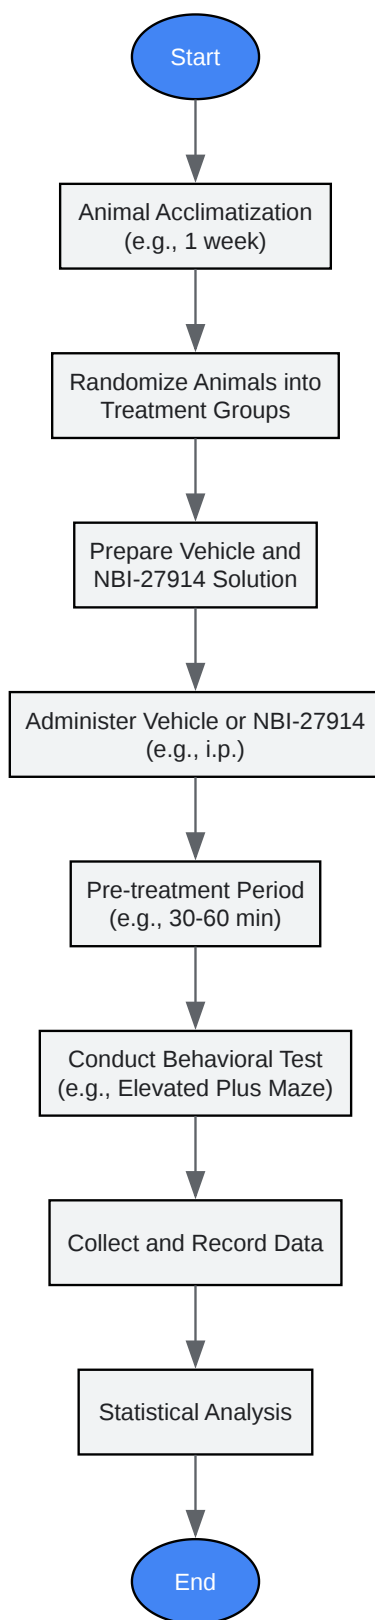 Start
Animal Acclimatization
(e.g., 1 week)
Randomize Animals into
Treatment Groups
Prepare Vehicle and
NBI-27914 Solution
Administer Vehicle or NBI-27914
(e.g., i.p.)
Pre-treatment Period
(e.g., 30-60 min)
Conduct Behavioral Test
(e.g., Elevated Plus Maze)
Collect and Record Data
Statistical Analysis
End